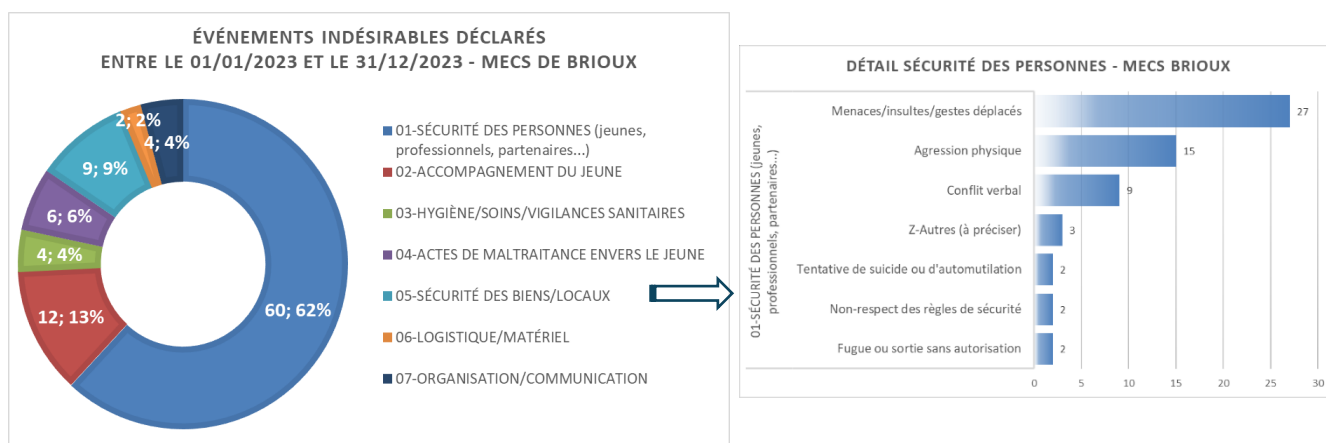 ÉVÉNEMENTS INDÉSIRABLES DÉCLARÉS
ENTRE LE 01/01/2023 ET LE 31/12/2023 - MECS DE BRIOUX
2; 2%
4; 4%
9; 9%
6; 6%
4; 4%
12; 13%
60; 62%
01-SÉCURITÉ DES PERSONNES (jeunes,
professionnels, partenaires...)
02-ACCOMPAGNEMENT DU JEUNE
03-HYGIÈNE/SOINS/VIGILANCES SANITAIRES
04-ACTES DE MALTRAITANCE ENVERS LE JEUNE
05-SÉCURITÉ DES BIENS/LOCAUX
06-LOGISTIQUE/MATÉRIEL
07-ORGANISATION/COMMUNICATION
DÉTAIL SÉCURITÉ DES PERSONNES - MECS BRIOUX
01-SÉCURITÉ DES PERSONNES (jeunes,
professionnels, partenaires...)
Menaces/insultes/gestes déplacés 27
Agression physique 15
Conflit verbal 9
Z-Autres (à préciser) 3
Tentative de suicide ou d'automutilation 2
Non-respect des règles de sécurité 2
Fugue ou sortie sans autorisation 2
0 5 10 15 20 25 30